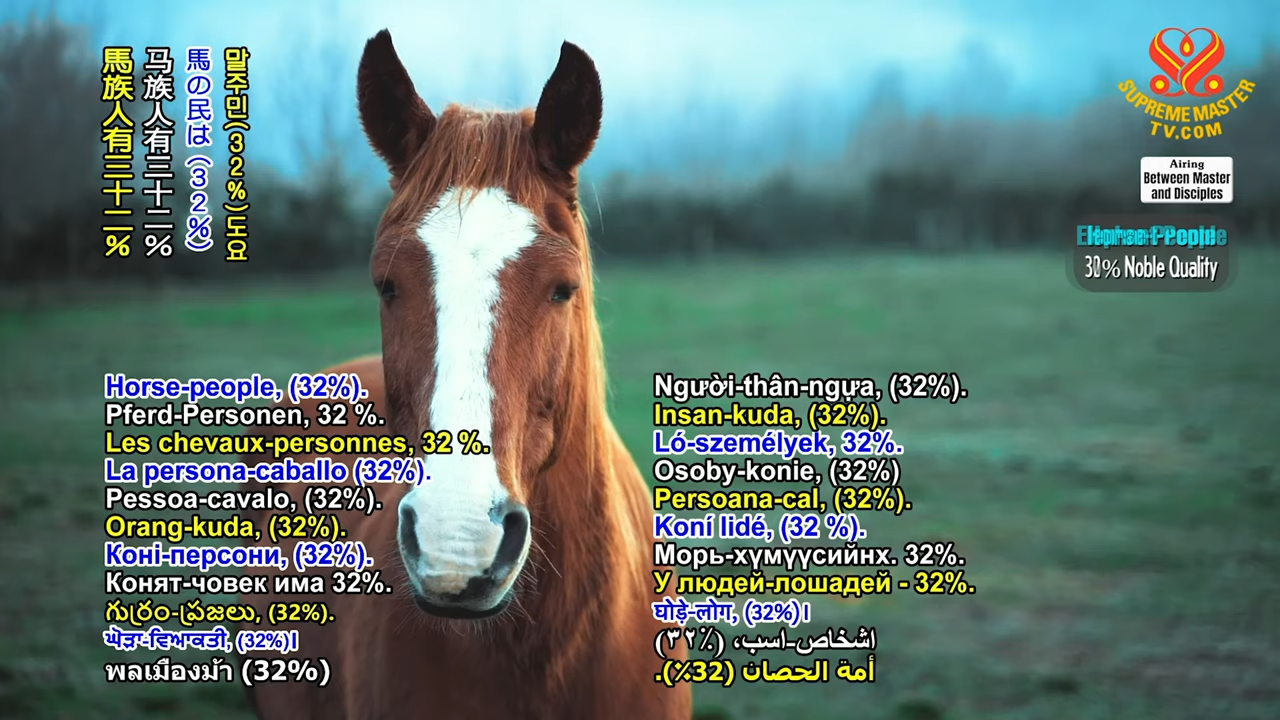 馬族人有三十二%
马族人有三十二%
馬の民は (32%)
말주민(32%)도요
SUPREME MASTER
TV.COM
Airing
Between Master
and Disciples
Noble Quality
Horse-people, (32%).
Pferd-Personen, 32 %.
Les chevaux-personnes, 32 %.
La persona-caballo (32%).
Pessoa-cavalo, (32%).
Orang-kuda, (32%).
Коні-персони, (32%).
Конят-човек има 32%.
గుర్రం-ప్రజలు, (32%).
ਘੋੜਾ-ਵਿਆਕਤੀ, (32%)।
พลเมืองม้า (32%)
Người-thân-ngựa, (32%).
Insan-kuda, (32%).
Ló-személyek, 32%.
Osoby-konie, (32%)
Persoana-cal, (32%).
Koní lidé, (32 %).
Морь-хүмүүсийнх. 32%.
У людей-лошадей - 32%.
घोड़े-लोग, (32%)।
اشخاص-اسب، (۳۲٪)
أمة الحصان (32٪).